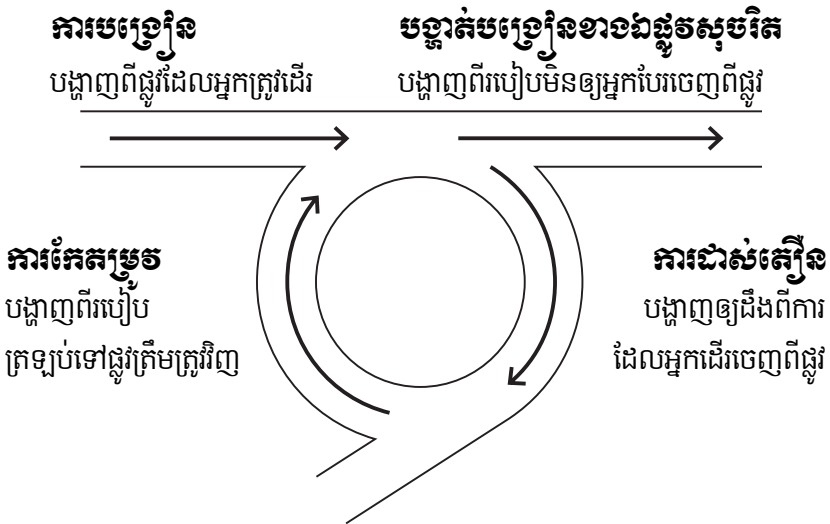 ការបង្រៀន
បង្ហាញពីផ្លូវដែលអ្នកត្រូវដើរ
បង្ហាត់បង្រៀនខាងឯផ្លូវសុចរិត
បង្ហាញពីរបៀបមិនឲ្យអ្នកបែរចេញពីផ្លូវ
ការកែតម្រូវ
បង្ហាញពីរបៀប
ត្រឡប់ទៅផ្លូវត្រឹមត្រូវវិញ
ការដាស់តឿន
បង្ហាញឲ្យដឹងពីការ
ដែលអ្នកដើរចេញពីផ្លូវ